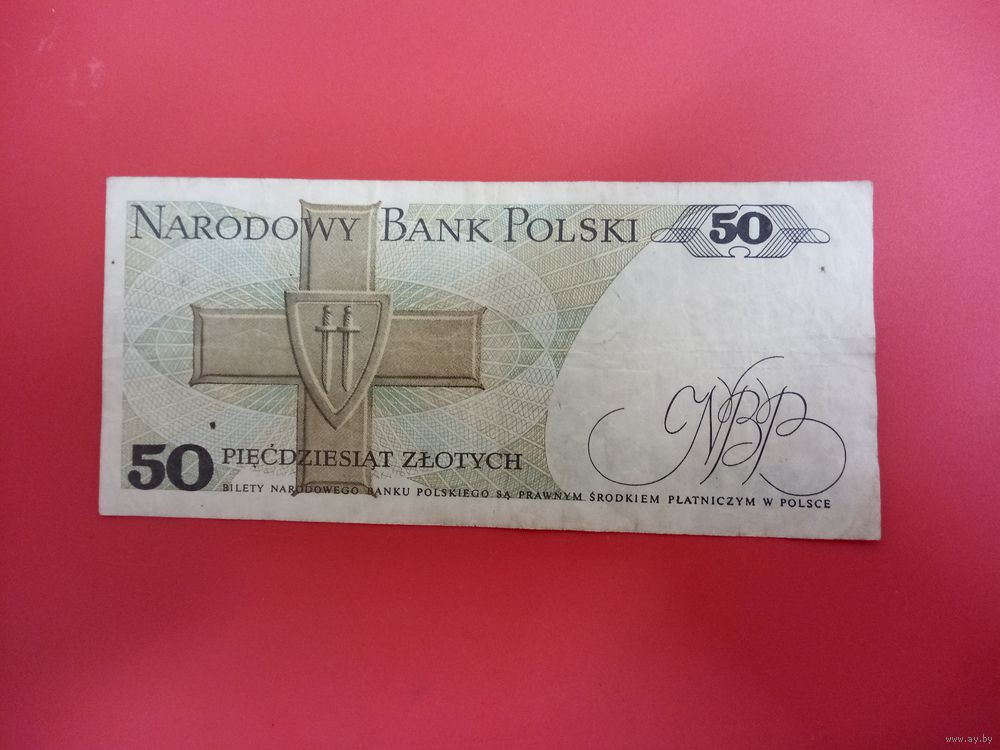 NARODOWY BANK POLSKI 50
NBP
50 PIĘĆDZIESIĄT ZŁOTYCH
BILETY NARODOWEGO BANKU POLSKIEGO SĄ PRAWNYM ŚRODKIEM PŁATNICZYM W POLSCE
www.ay.by